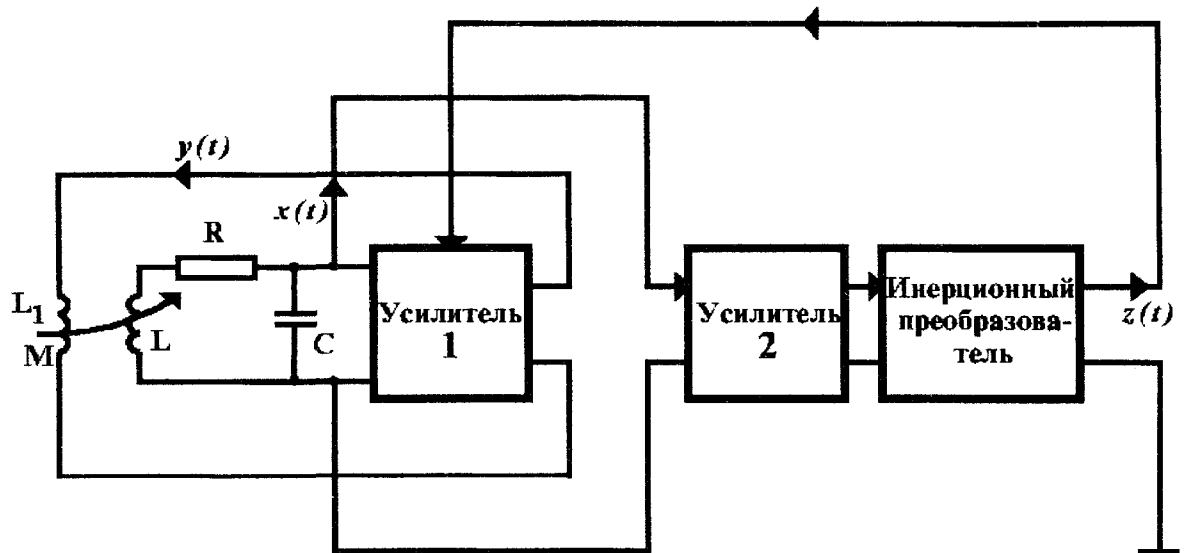 y(t)
x(t)
R
L1
M
L
C
Усилитель
1
Усилитель
2
Инерционный
преобразова-
тель
z(t)